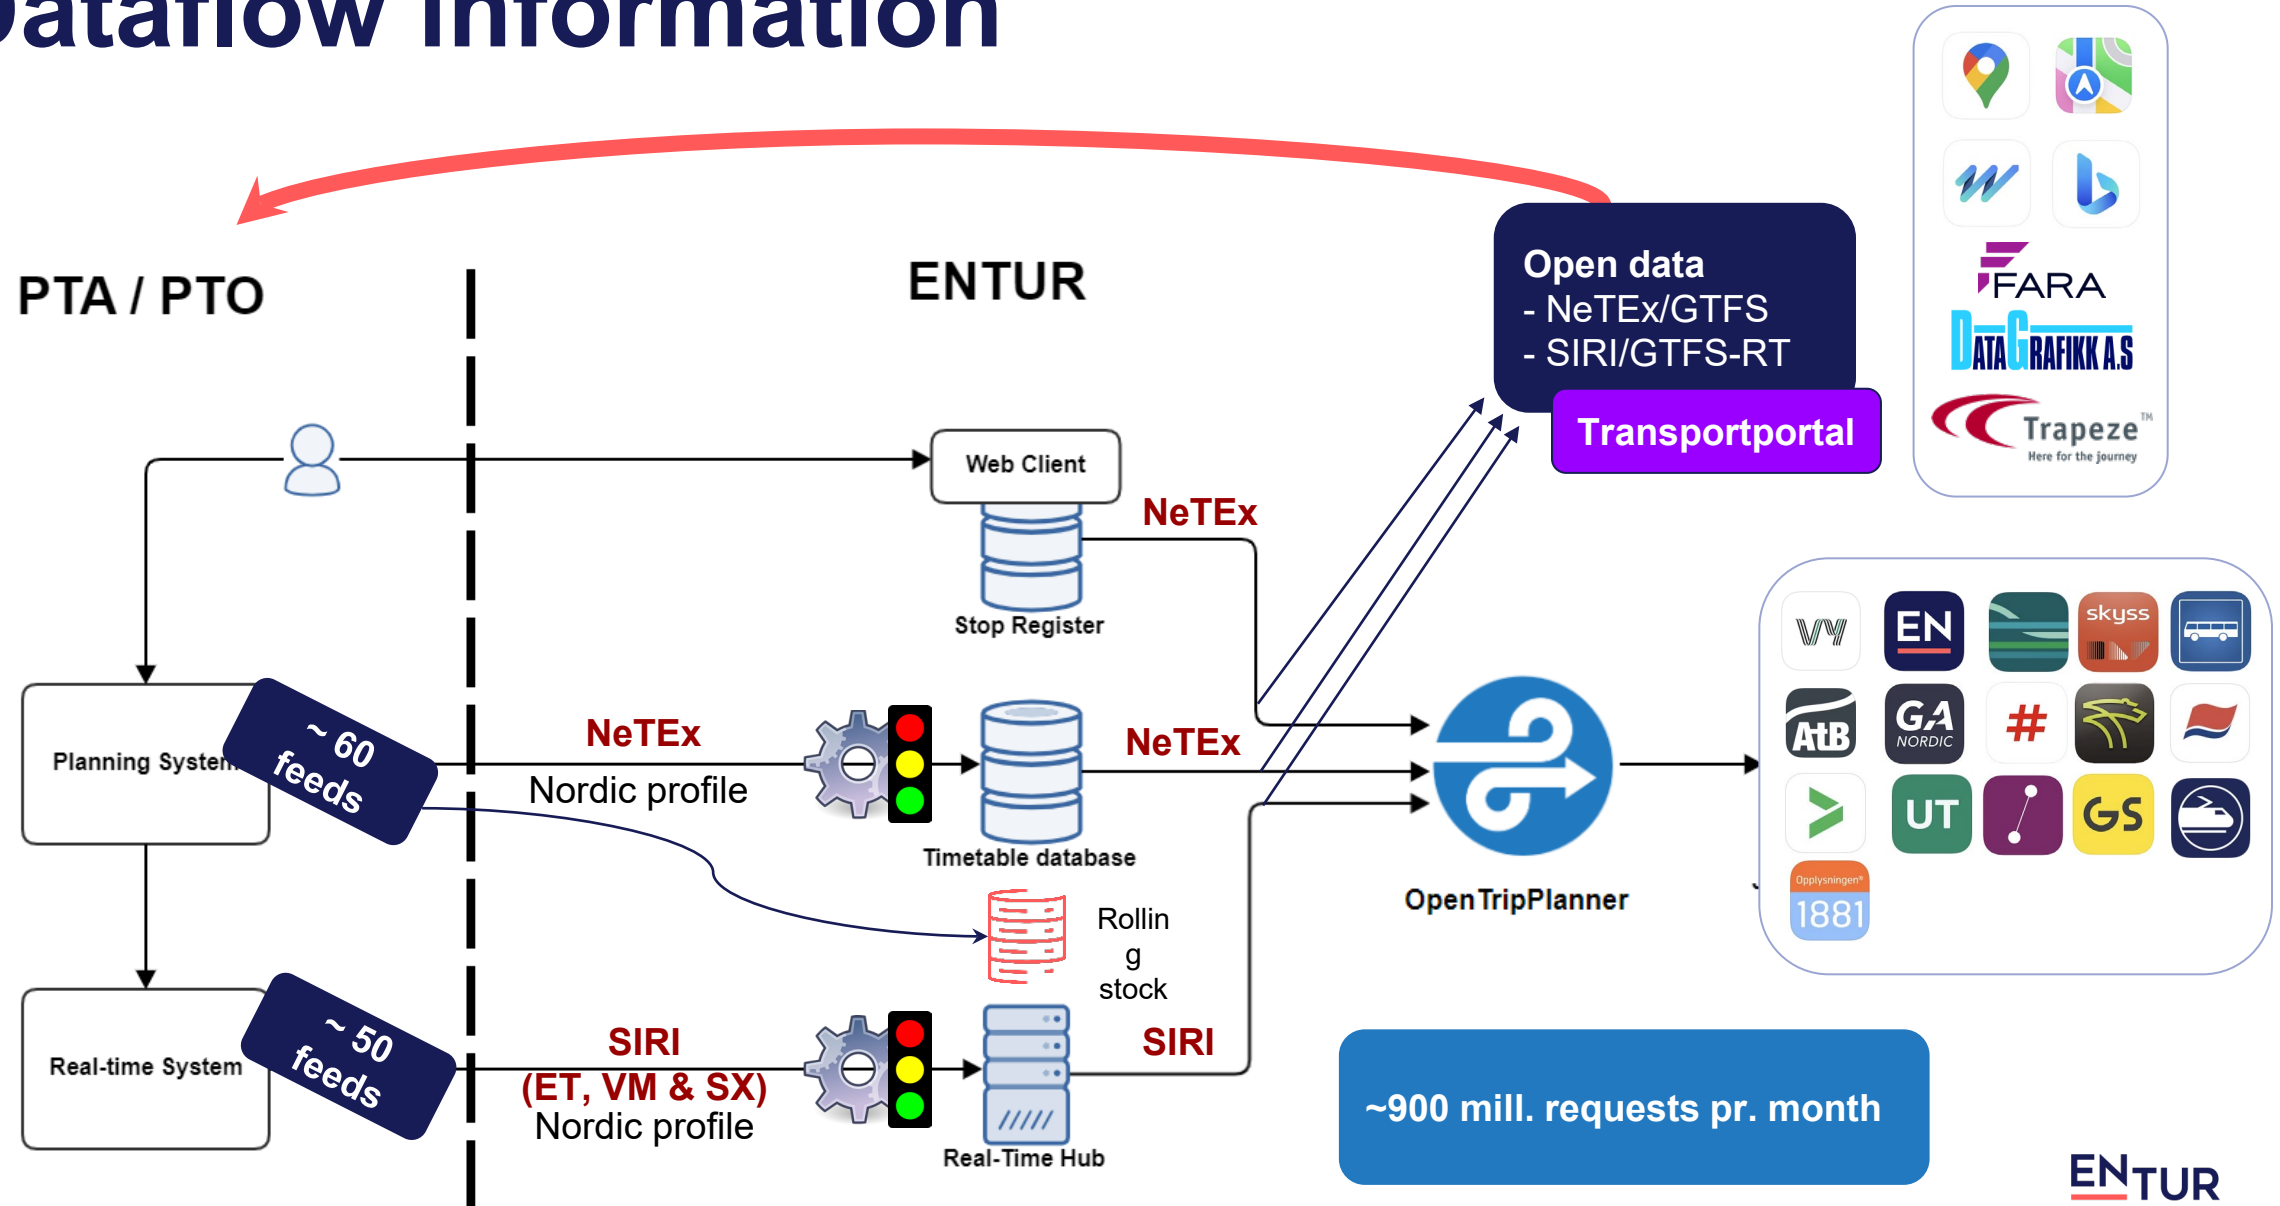 Dataflow information
PTA / PTO
ENTUR
Open data
- NeTEx/GTFS
- SIRI/GTFS-RT
Transportportal
FARA
DATA GRAFIKK A.S
Trapeze™
Here for the journey
Web Client
NeTEx
Stop Register
Planning System
~ 60
feeds
NeTEx
Nordic profile
Timetable database
NeTEx
OpenTripPlanner
Rollin
g
stock
Real-time System
~ 50
feeds
SIRI
(ET, VM & SX)
Nordic profile
Real-Time Hub
SIRI
~900 mill. requests pr. month
VY
EN
skyss
AtB
GA
NORDIC
#
UT
GS
Opplysningen®
1881
ENTUR